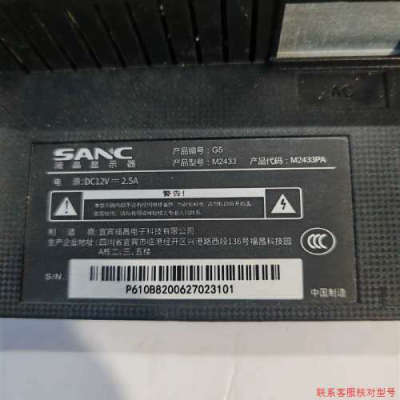 AC
SANC
液晶显示器
产品编号：G5
产品型号：M2433
产品代码：M2433PA
电 源:DC12V⎓2.5A
警告!
制造商：宜宾福昌电子科技有限公司
生产企业地址：四川省宜宾市临港经开区兴港路西段136号福昌科技园
A栋二,三,五楼
S/N:
P610B8200627023101
中国制造
联系客服核对型号